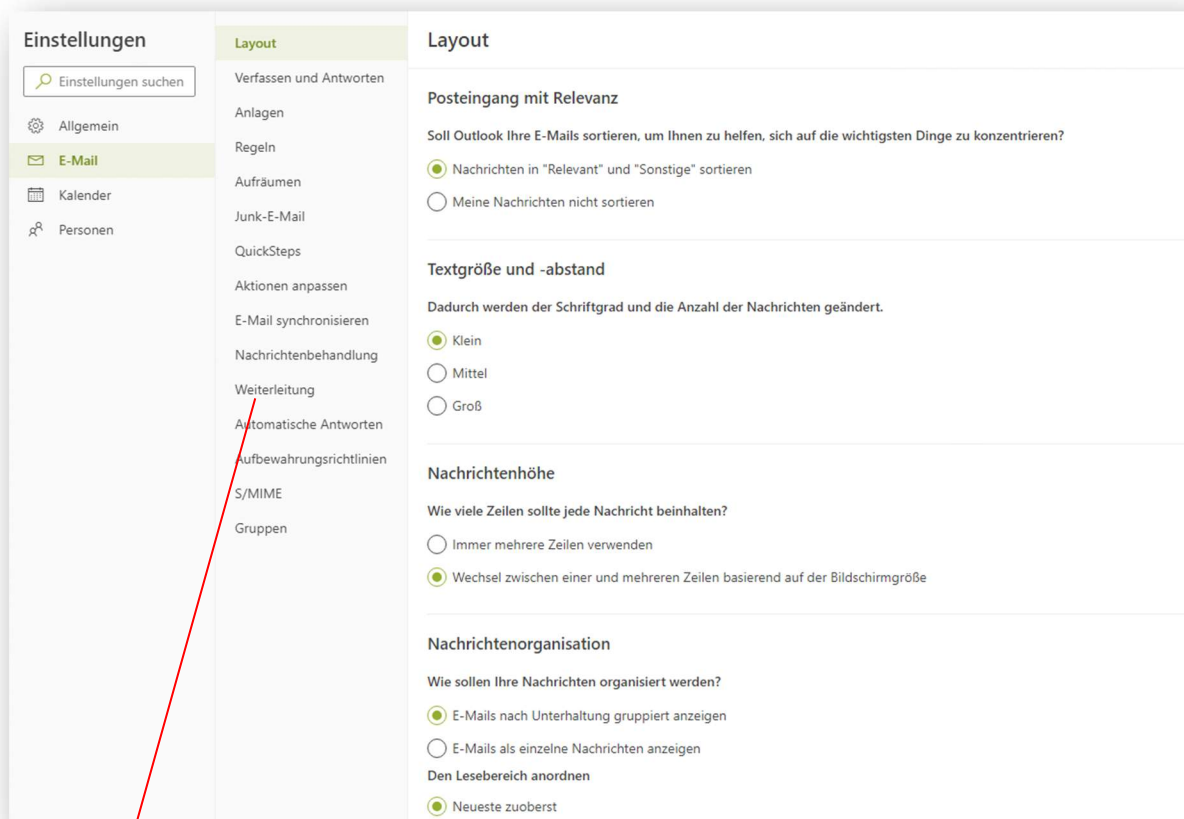 Einstellungen
Einstellungen suchen
Allgemein
E-Mail
Kalender
Personen
Layout
Verfassen und Antworten
Anlagen
Regeln
Aufräumen
Junk-E-Mail
QuickSteps
Aktionen anpassen
E-Mail synchronisieren
Nachrichtenbehandlung
Weiterleitung
Automatische Antworten
Aufbewahrungsrichtlinien
S/MIME
Gruppen
Layout
Posteingang mit Relevanz
Soll Outlook Ihre E-Mails sortieren, um Ihnen zu helfen, sich auf die wichtigsten Dinge zu konzentrieren?
Nachrichten in "Relevant" und "Sonstige" sortieren
Meine Nachrichten nicht sortieren
Textgröße und -abstand
Dadurch werden der Schriftgrad und die Anzahl der Nachrichten geändert.
Klein
Mittel
Groß
Nachrichtenhöhe
Wie viele Zeilen sollte jede Nachricht beinhalten?
Immer mehrere Zeilen verwenden
Wechsel zwischen einer und mehreren Zeilen basierend auf der Bildschirmgröße
Nachrichtenorganisation
Wie sollen Ihre Nachrichten organisiert werden?
E-Mails nach Unterhaltung gruppiert anzeigen
E-Mails als einzelne Nachrichten anzeigen
Den Lesebereich anordnen
Neueste zuoberst